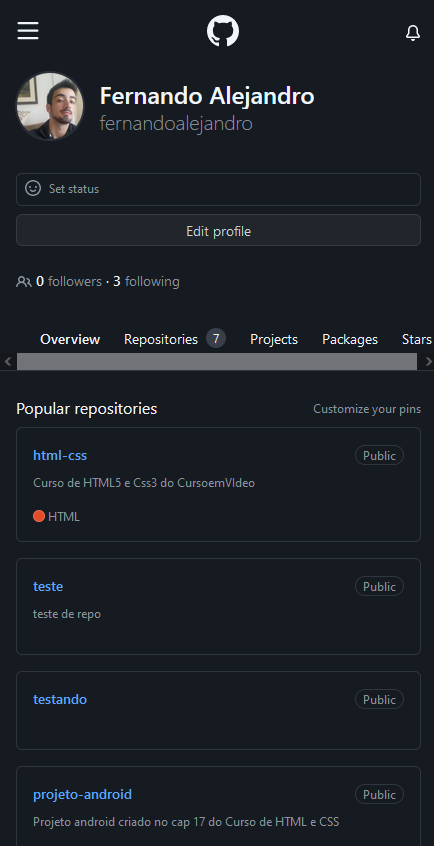 Fernando Alejandro
fernandoalejandro
Set status
Edit profile
0 followers · 3 following
Overview Repositories 7 Projects Packages Stars
Popular repositories Customize your pins
html-css Public
Curso de HTML5 e Css3 do CursoemVIdeo
HTML
teste Public
teste de repo
testando Public
projeto-android Public
Projeto android criado no cap 17 do Curso de HTML e CSS